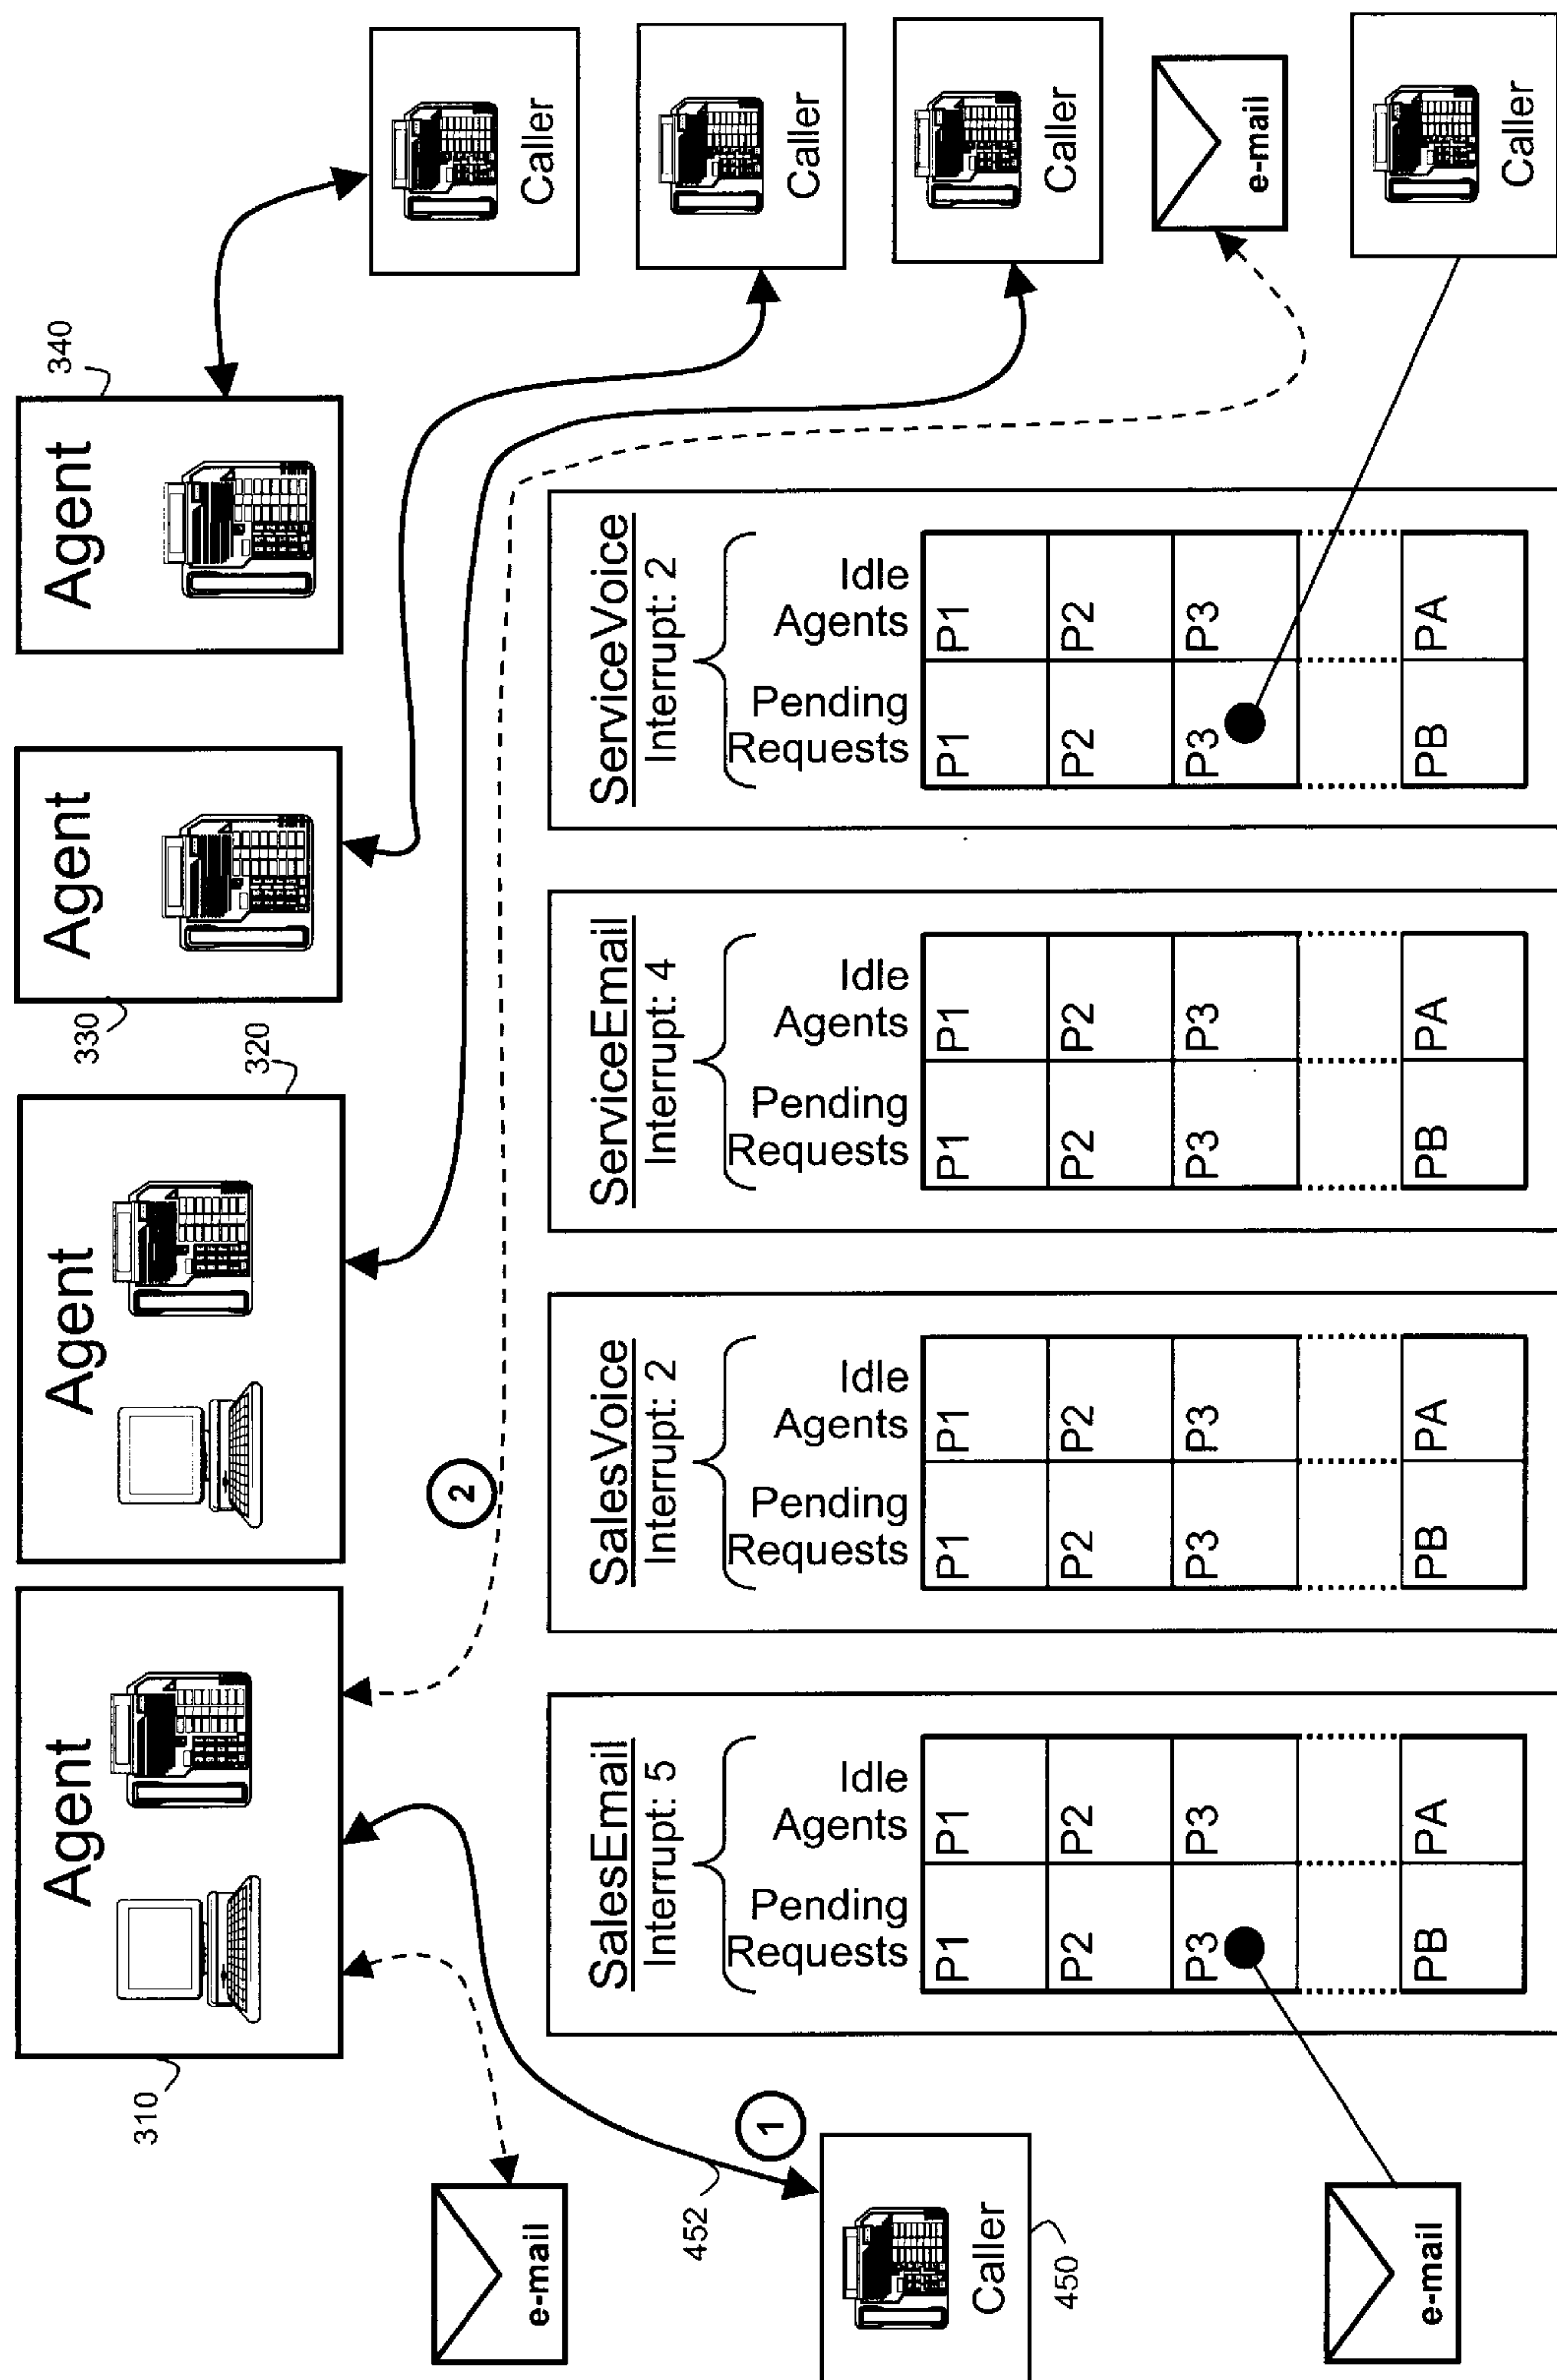 Agent
Agent
Agent
Agent
310
320
330
340
e-mail
452
1
2
Caller
450
e-mail
SalesEmail
Interrupt: 5
Pending
Requests
Idle
Agents
P1
P1
P2
P2
P3
P3
PB
PA
SalesVoice
Interrupt: 2
Pending
Requests
Idle
Agents
P1
P1
P2
P2
P3
P3
PB
PA
ServiceEmail
Interrupt: 4
Pending
Requests
Idle
Agents
P1
P1
P2
P2
P3
P3
PB
PA
ServiceVoice
Interrupt: 2
Pending
Requests
Idle
Agents
P1
P1
P2
P2
P3
P3
PB
PA
Caller
Caller
Caller
e-mail
Caller